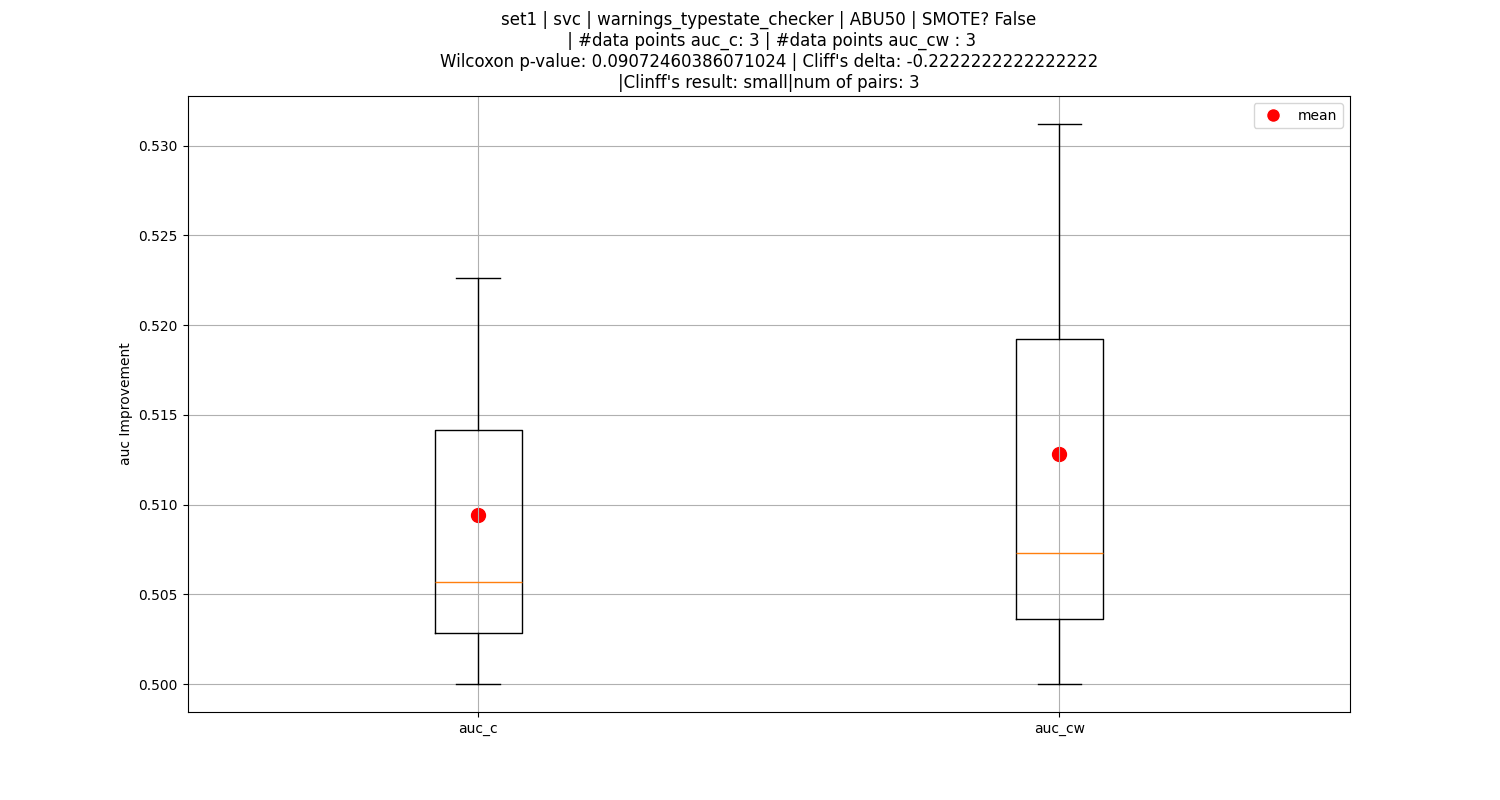 set1 | svc | warnings_typestate_checker | ABU50 | SMOTE? False
| #data points auc_c: 3 | #data points auc_cw : 3
Wilcoxon p-value: 0.09072460386071024 | Cliff's delta: -0.2222222222222222
|Clinff's result: small|num of pairs: 3
mean
0.530
0.525
0.520
0.515
0.510
0.505
0.500
auc Improvement
auc_c
auc_cw